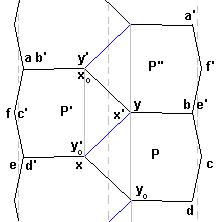 a'
a b' y'
x₀ P'' f'
f c' P' x' y b e'
y'₀
e d' x P c
y₀ d